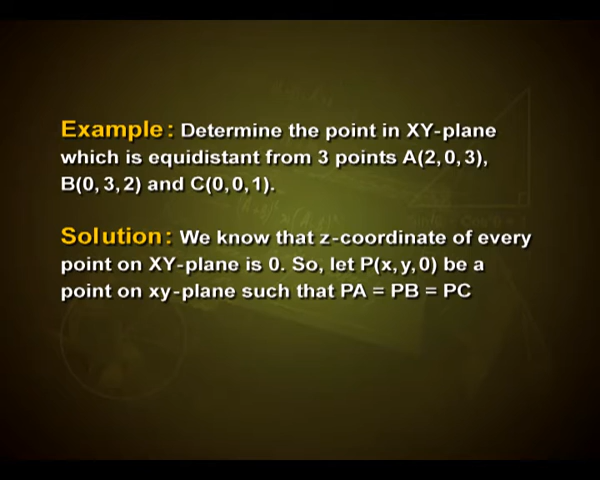 Example: Determine the point in XY-plane
which is equidistant from 3 points A(2, 0, 3),
B(0, 3, 2) and C(0, 0, 1).
Solution: We know that z-coordinate of every
point on XY-plane is 0. So, let P(x, y, 0) be a
point on xy-plane such that PA = PB = PC